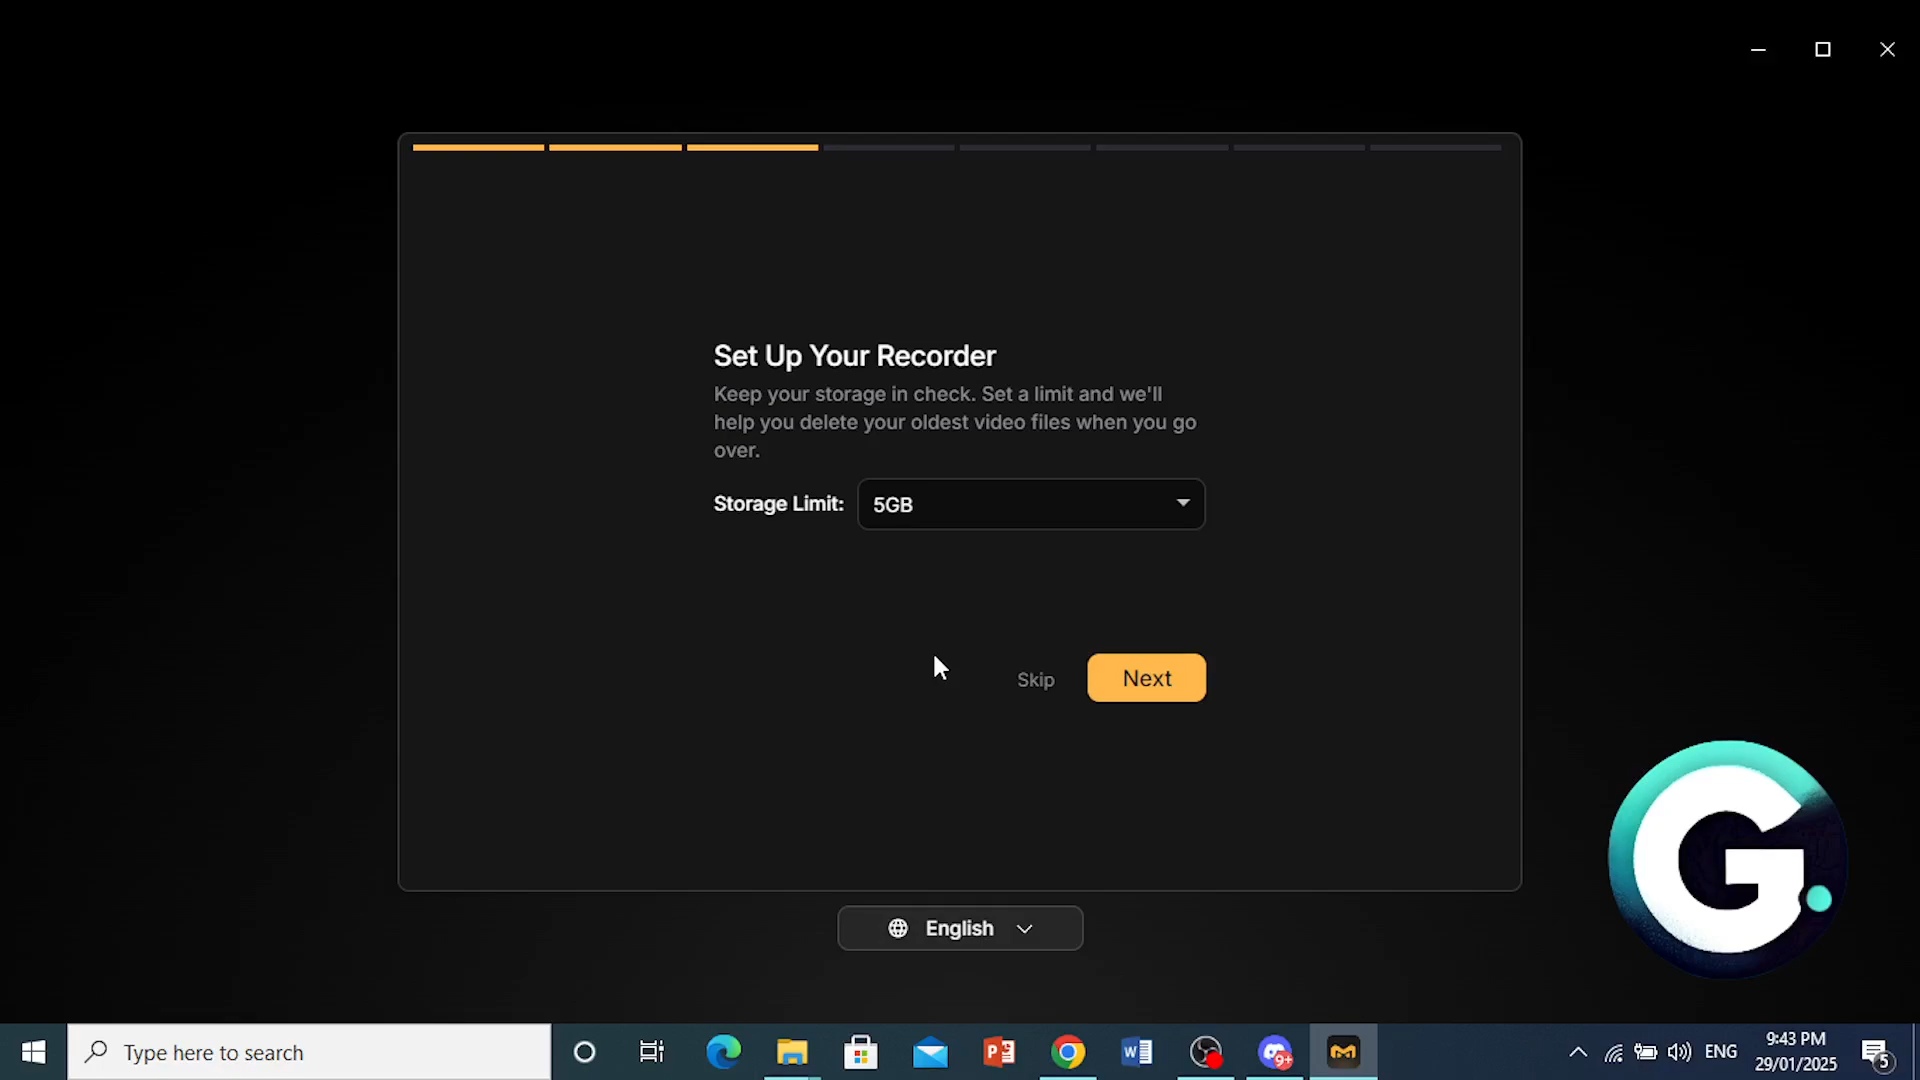 Set Up Your Recorder
Keep your storage in check. Set a limit and we'll
help you delete your oldest video files when you go
over.
Storage Limit: 5GB
Skip Next
English
G.
Type here to search
9+
ENG
9:43 PM
29/01/2025
5